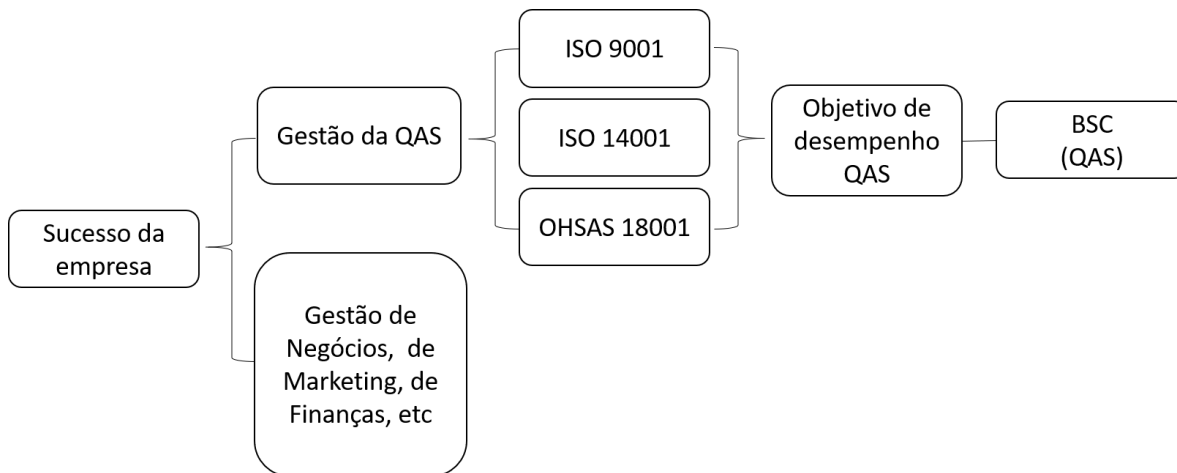 Sucesso da
empresa
Gestão da QAS
Gestão de
Negócios,  de
Marketing, de
Finanças, etc
ISO 9001
ISO 14001
OHSAS 18001
Objetivo de
desempenho
QAS
BSC
(QAS)